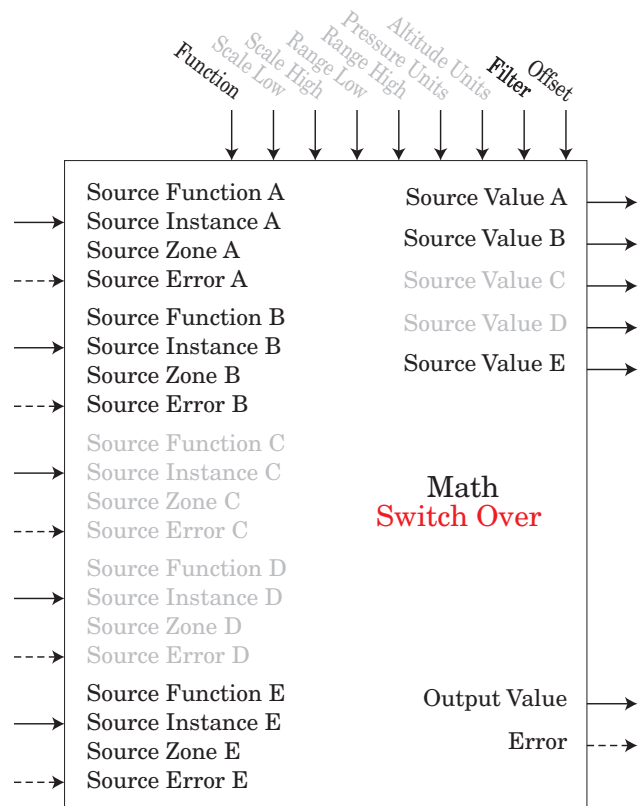 Function
Scale Low
Scale High
Range Low
Range High
Pressure Units
Altitude Units
Filter
Offset
Source Function A
Source Instance A
Source Zone A
Source Error A
Source Function B
Source Instance B
Source Zone B
Source Error B
Source Function C
Source Instance C
Source Zone C
Source Error C
Source Function D
Source Instance D
Source Zone D
Source Error D
Source Function E
Source Instance E
Source Zone E
Source Error E
Source Value A
Source Value B
Source Value C
Source Value D
Source Value E
Math
Switch Over
Output Value
Error